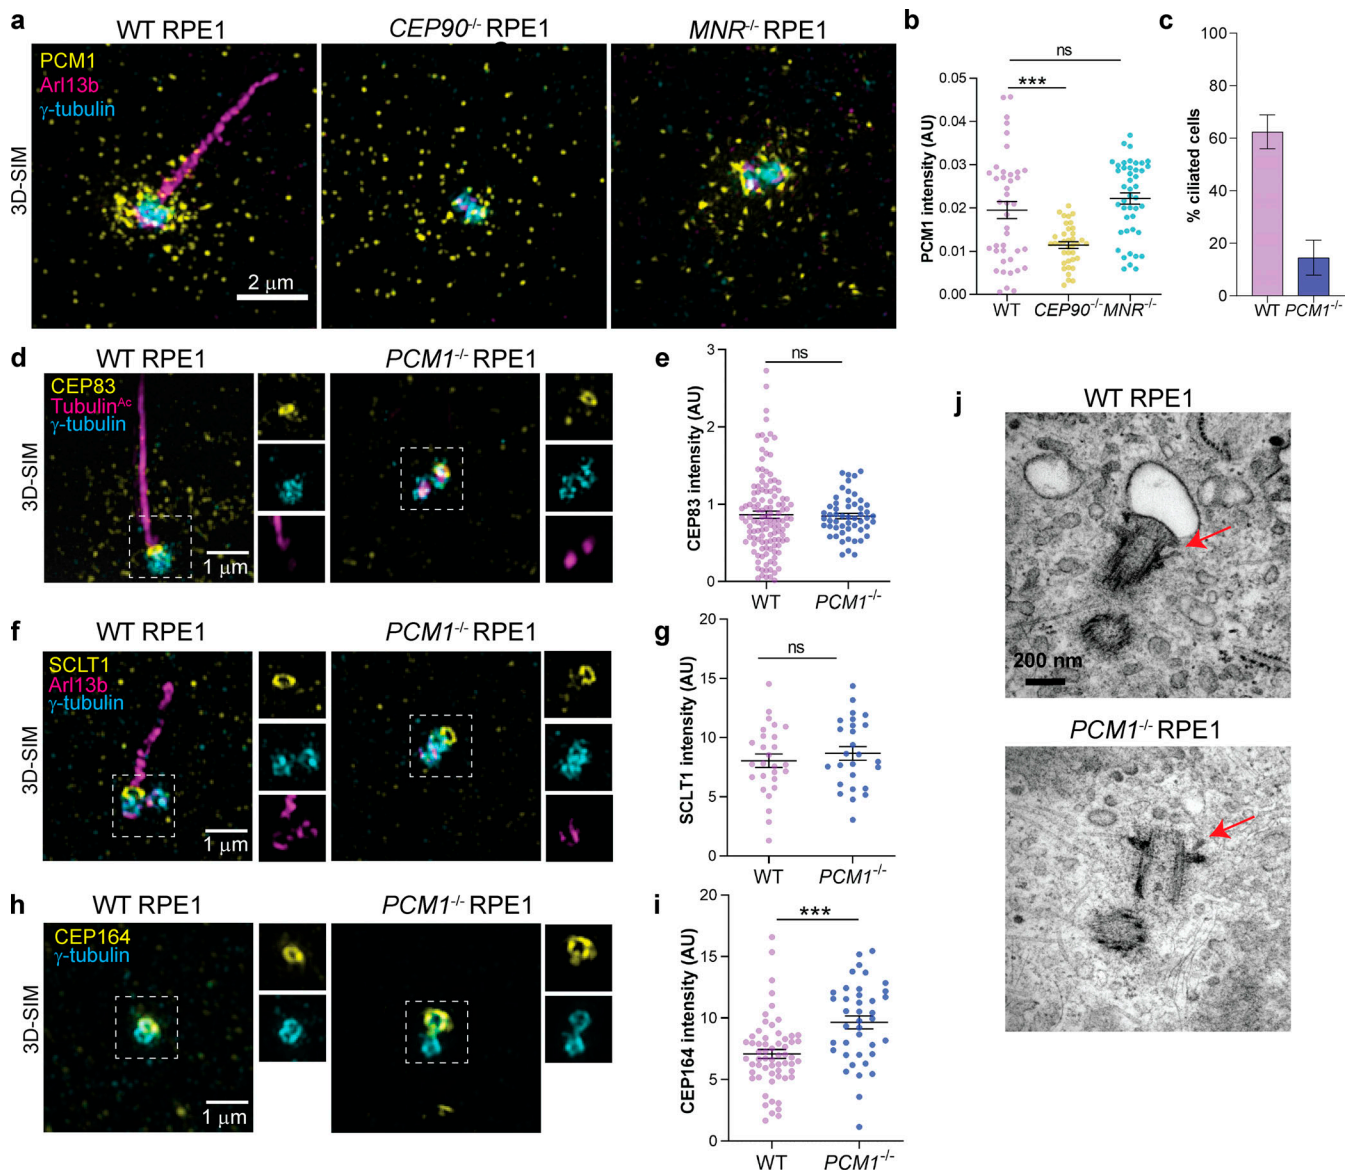 a
WT RPE1
CEP90-/- RPE1
MNR-/- RPE1
3D-SIM
PCM1
Arl13b
γ-tubulin
2 μm
b
PCM1 intensity (AU)
0.05
0.04
0.03
0.02
0.01
0.00
ns
***
WT
CEP90-/-
MNR-/-
c
% ciliated cells
100
80
60
40
20
0
WT
PCM1-/-
d
WT RPE1
PCM1-/- RPE1
3D-SIM
CEP83
TubulinAc
γ-tubulin
1 μm
e
CEP83 intensity (AU)
3
2
1
0
ns
WT
PCM1-/-
f
WT RPE1
PCM1-/- RPE1
3D-SIM
SCLT1
Arl13b
γ-tubulin
1 μm
g
SCLT1 intensity (AU)
20
15
10
5
0
ns
WT
PCM1-/-
h
WT RPE1
PCM1-/- RPE1
3D-SIM
CEP164
γ-tubulin
1 μm
i
CEP164 intensity (AU)
20
15
10
5
0
***
WT
PCM1-/-
j
WT RPE1
200 nm
PCM1-/- RPE1